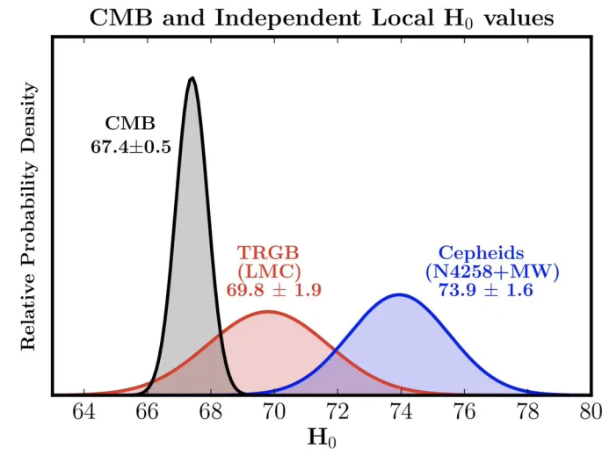 CMB and Independent Local H₀ values
Relative Probability Density
CMB
67.4±0.5
TRGB
(LMC)
69.8 ± 1.9
Cepheids
(N4258+MW)
73.9 ± 1.6
64 66 68 70 72 74 76 78 80
H₀